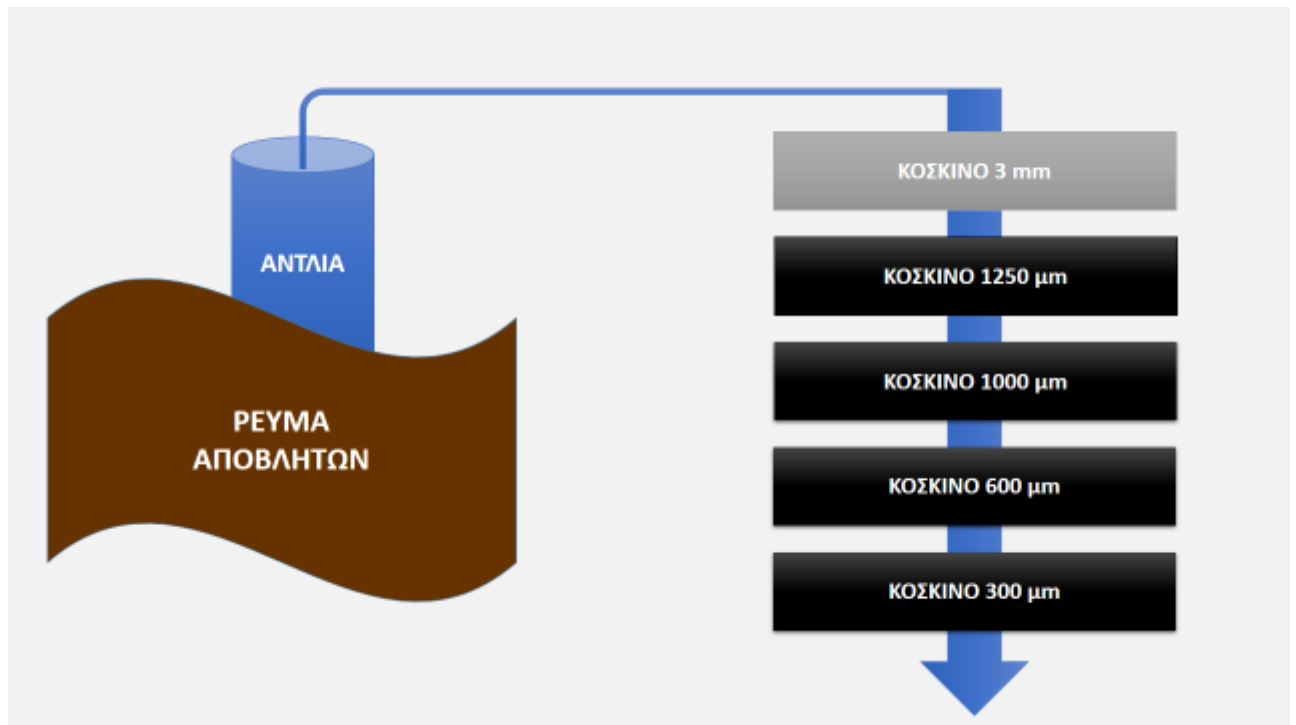 ΑΝΤΛΙΑ
ΡΕΥΜΑ
ΑΠΟΒΛΗΤΩΝ
ΚΟΣΚΙΝΟ 3 mm
ΚΟΣΚΙΝΟ 1250 μm
ΚΟΣΚΙΝΟ 1000 μm
ΚΟΣΚΙΝΟ 600 μm
ΚΟΣΚΙΝΟ 300 μm